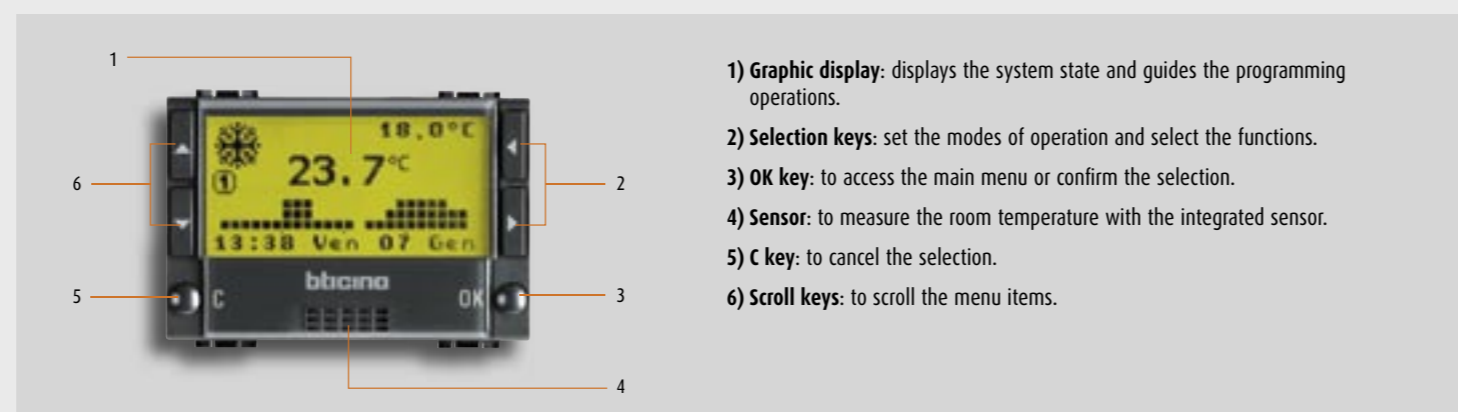 1
18.0°C
23.7°C
1
6
2
13:38 Ven 07 Gen
bticino
5
C
OK
3
4
1) Graphic display: displays the system state and guides the programming
operations.
2) Selection keys: set the modes of operation and select the functions.
3) OK key: to access the main menu or confirm the selection.
4) Sensor: to measure the room temperature with the integrated sensor.
5) C key: to cancel the selection.
6) Scroll keys: to scroll the menu items.